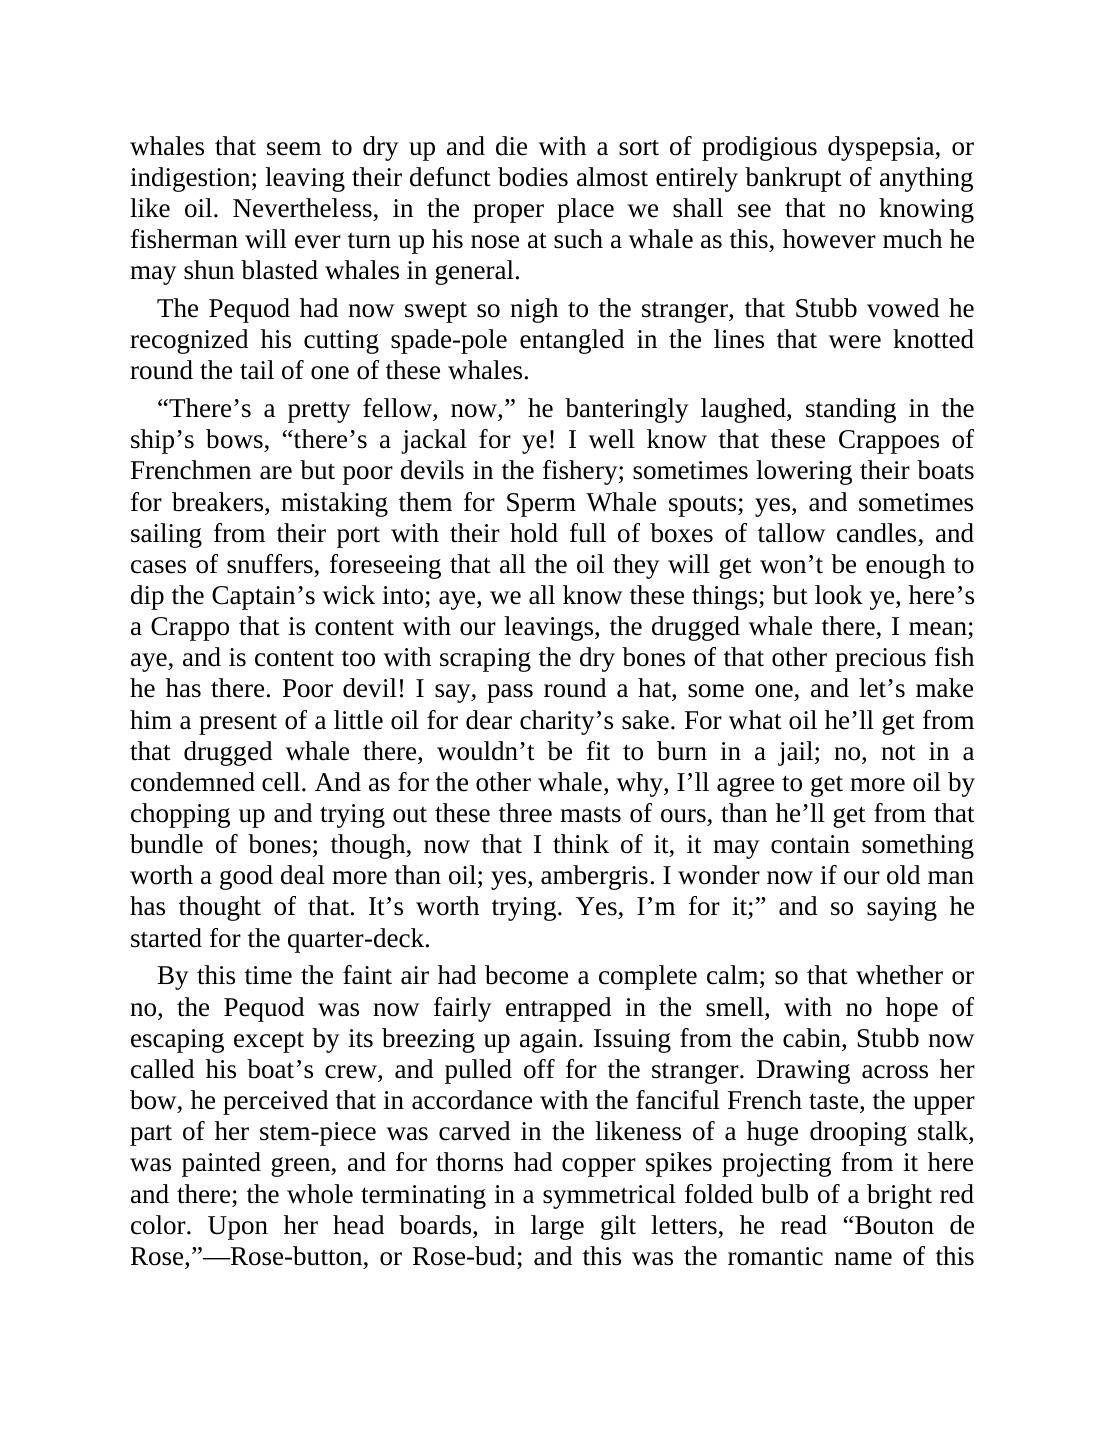 whales that seem to dry up and die with a sort of prodigious dyspepsia, or
indigestion; leaving their defunct bodies almost entirely bankrupt of anything
like oil. Nevertheless, in the proper place we shall see that no knowing
fisherman will ever turn up his nose at such a whale as this, however much he
may shun blasted whales in general.
The Pequod had now swept so nigh to the stranger, that Stubb vowed he
recognized his cutting spade-pole entangled in the lines that were knotted
round the tail of one of these whales.
“There’s a pretty fellow, now,” he banteringly laughed, standing in the
ship’s bows, “there’s a jackal for ye! I well know that these Crappoes of
Frenchmen are but poor devils in the fishery; sometimes lowering their boats
for breakers, mistaking them for Sperm Whale spouts; yes, and sometimes
sailing from their port with their hold full of boxes of tallow candles, and
cases of snuffers, foreseeing that all the oil they will get won’t be enough to
dip the Captain’s wick into; aye, we all know these things; but look ye, here’s
a Crappo that is content with our leavings, the drugged whale there, I mean;
aye, and is content too with scraping the dry bones of that other precious fish
he has there. Poor devil! I say, pass round a hat, some one, and let’s make
him a present of a little oil for dear charity’s sake. For what oil he’ll get from
that drugged whale there, wouldn’t be fit to burn in a jail; no, not in a
condemned cell. And as for the other whale, why, I’ll agree to get more oil by
chopping up and trying out these three masts of ours, than he’ll get from that
bundle of bones; though, now that I think of it, it may contain something
worth a good deal more than oil; yes, ambergris. I wonder now if our old man
has thought of that. It’s worth trying. Yes, I’m for it;” and so saying he
started for the quarter-deck.
By this time the faint air had become a complete calm; so that whether or
no, the Pequod was now fairly entrapped in the smell, with no hope of
escaping except by its breezing up again. Issuing from the cabin, Stubb now
called his boat’s crew, and pulled off for the stranger. Drawing across her
bow, he perceived that in accordance with the fanciful French taste, the upper
part of her stem-piece was carved in the likeness of a huge drooping stalk,
was painted green, and for thorns had copper spikes projecting from it here
and there; the whole terminating in a symmetrical folded bulb of a bright red
color. Upon her head boards, in large gilt letters, he read “Bouton de
Rose,”—Rose-button, or Rose-bud; and this was the romantic name of this